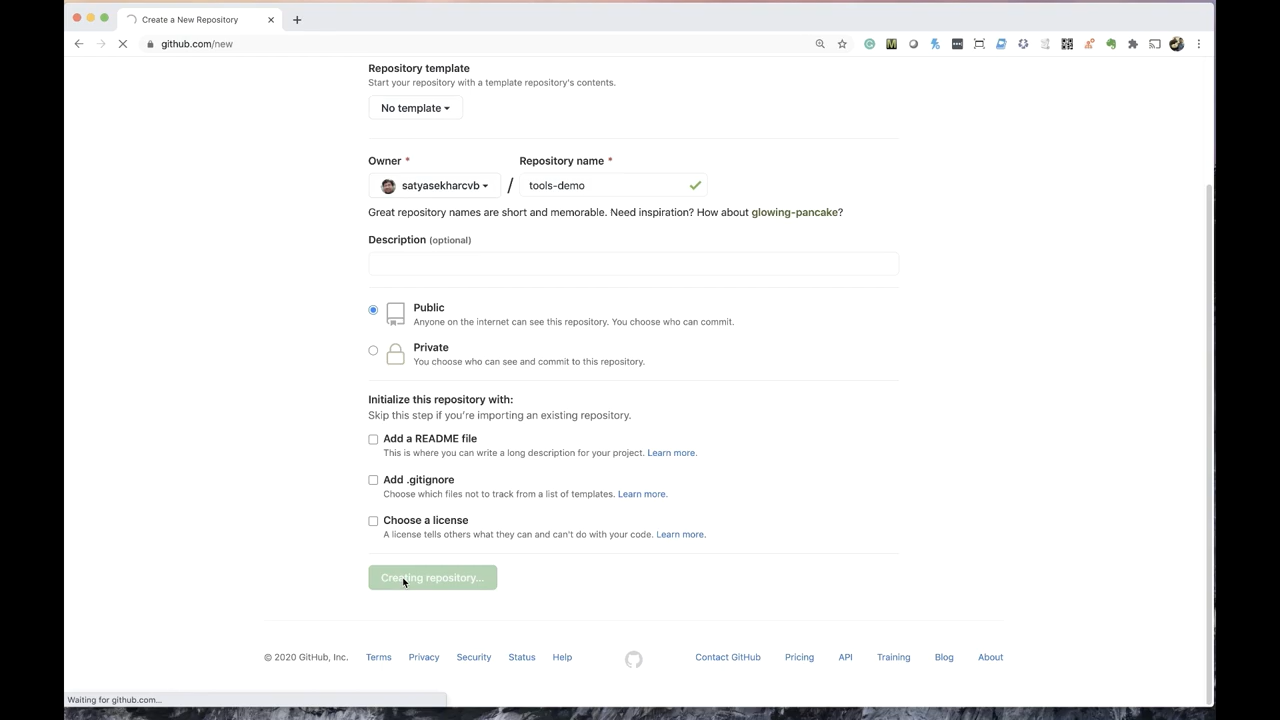 Create a New Repository
github.com/new
Repository template
Start your repository with a template repository's contents.
No template
Owner *
Repository name *
satyasekharcvb / tools-demo
Great repository names are short and memorable. Need inspiration? How about glowing-pancake?
Description (optional)
Public
Anyone on the internet can see this repository. You choose who can commit.
Private
You choose who can see and commit to this repository.
Initialize this repository with:
Skip this step if you're importing an existing repository.
Add a README file
This is where you can write a long description for your project. Learn more.
Add .gitignore
Choose which files not to track from a list of templates. Learn more.
Choose a license
A license tells others what they can and can't do with your code. Learn more.
Creating repository...
© 2020 GitHub, Inc. Terms Privacy Security Status Help Contact GitHub Pricing API Training Blog About
Waiting for github.com...